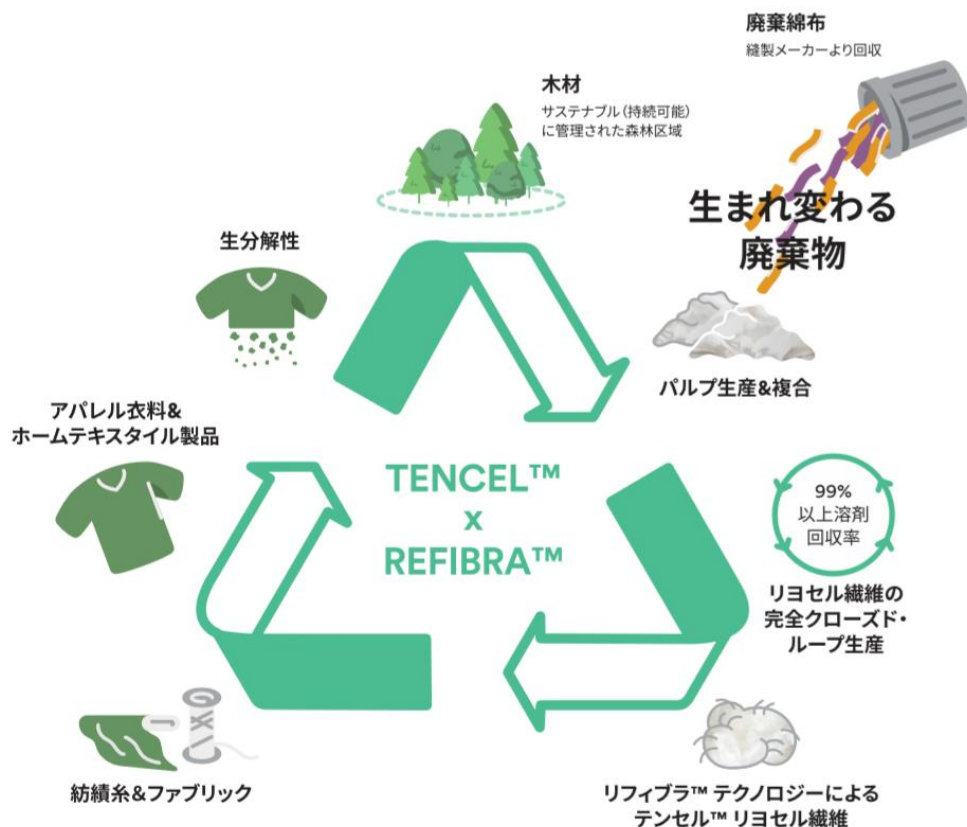 廃棄綿布
縫製メーカーより回収
木材
サステナブル(持続可能)
に管理された森林区域
生まれ変わる
廃棄物
生分解性
パルプ生産&複合
アパレル衣料&
ホームテキスタイル製品
TENCEL™
x
REFIBRA™
99%
以上溶剤
回収率
リヨセル繊維の
完全クローズド・
ループ生産
紡績糸&ファブリック
リフィブラ™ テクノロジーによる
テンセル™ リヨセル繊維